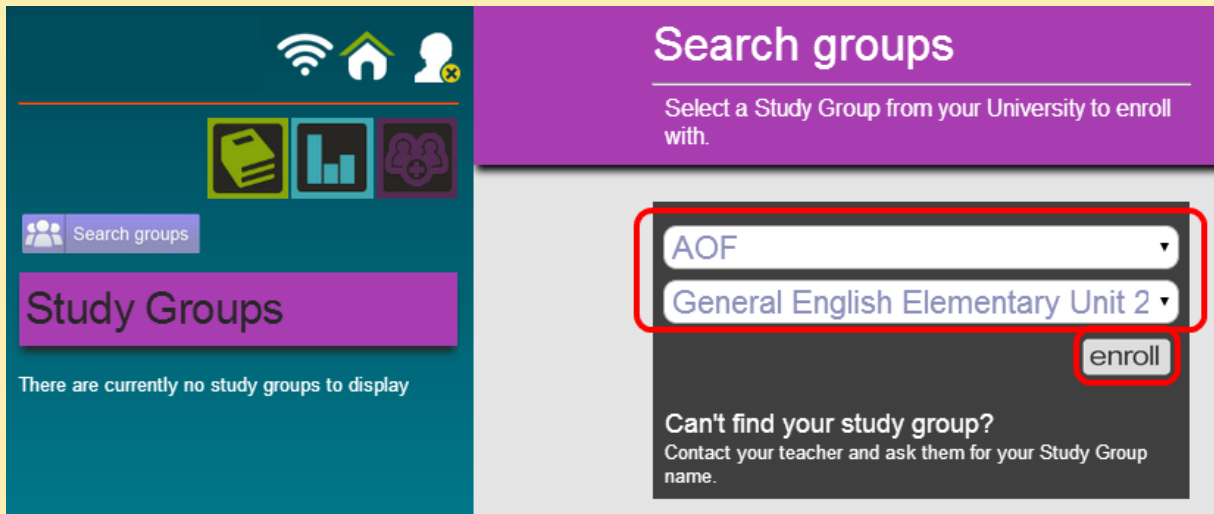 Search groups
Study Groups
There are currently no study groups to display
Search groups
Select a Study Group from your University to enroll
with.
AOF
General English Elementary Unit 2
enroll
Can't find your study group?
Contact your teacher and ask them for your Study Group
name.